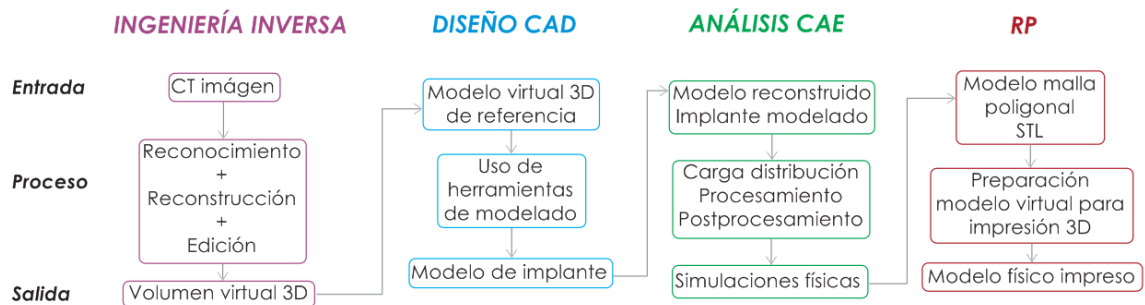 INGENIERÍA INVERSA
DISEÑO CAD
ANÁLISIS CAE
RP
Entrada
CT imágen
Modelo virtual 3D
de referencia
Modelo reconstruido
Implante modelado
Modelo malla
poligonal
STL
Proceso
Reconocimiento
+
Reconstrucción
+
Edición
Uso de
herramientas
de modelado
Carga distribución
Procesamiento
Postprocesamiento
Preparación
modelo virtual para
impresión 3D
Salida
Volumen virtual 3D
Modelo de implante
Simulaciones físicas
Modelo físico impreso